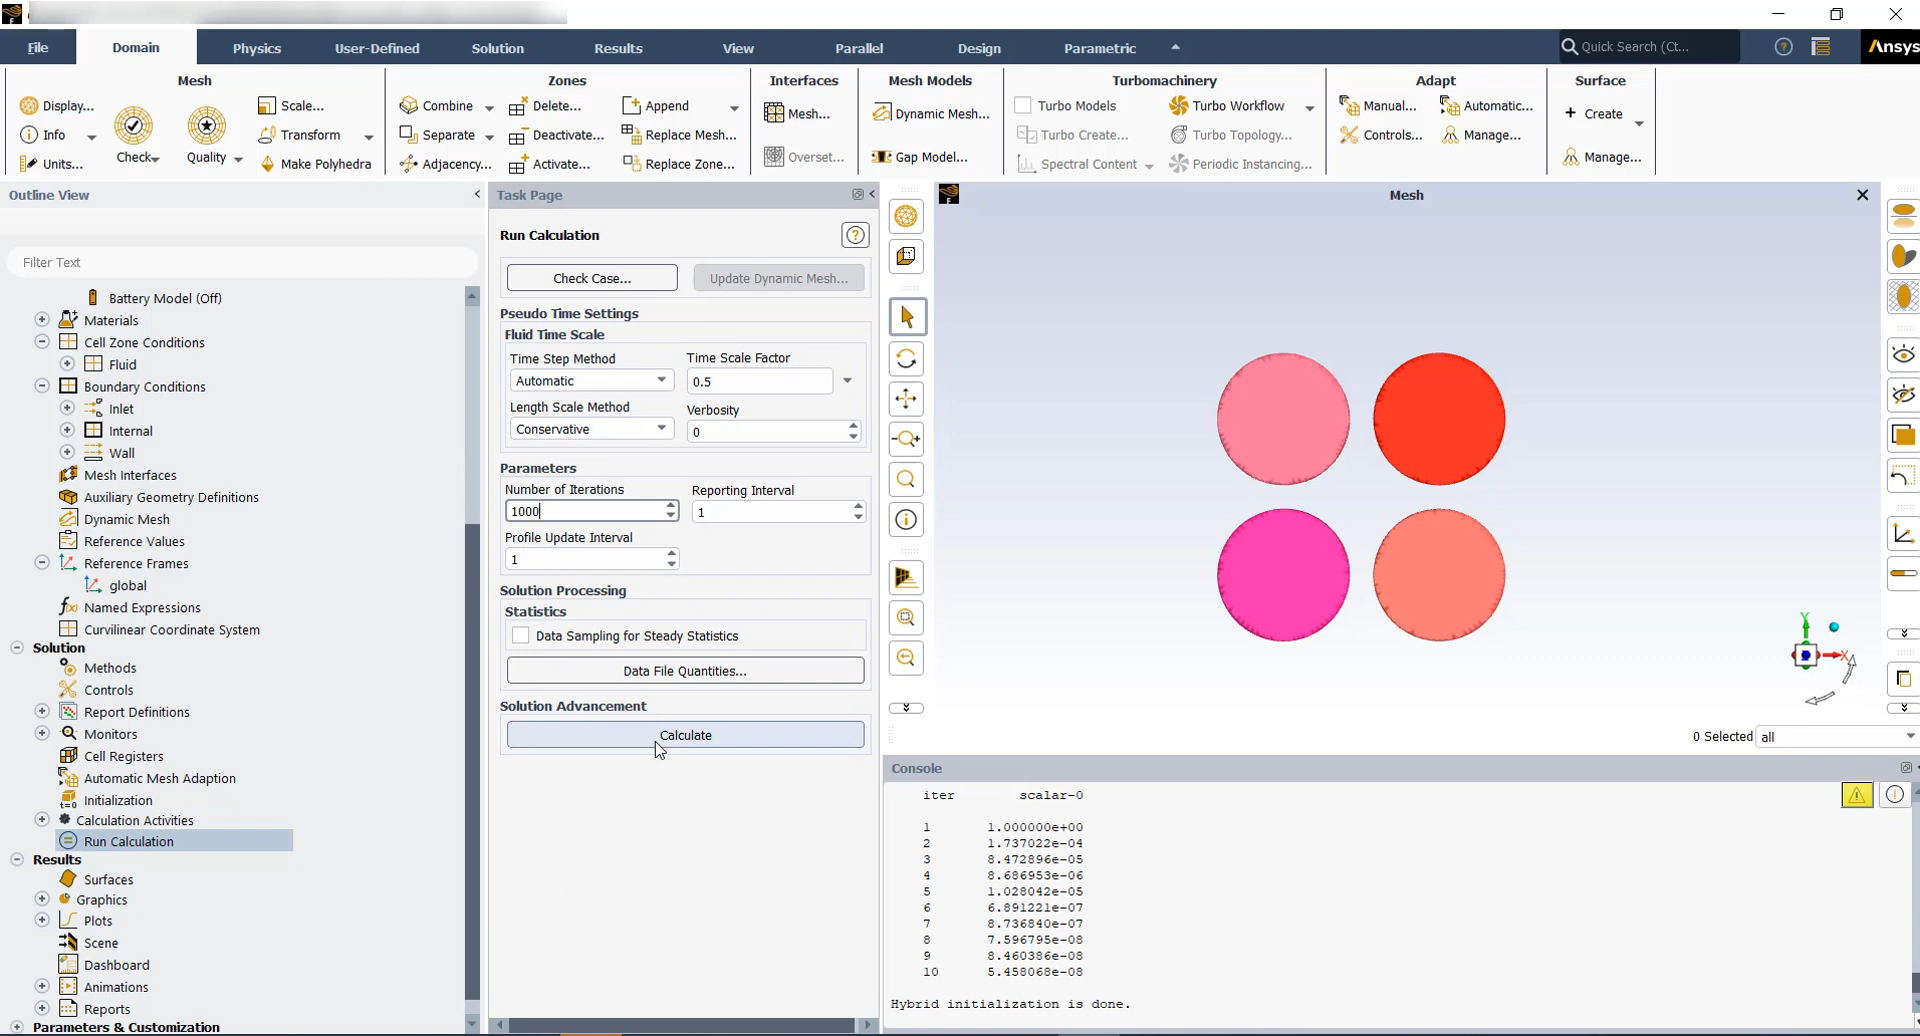 File Domain Physics User-Defined Solution Results View Parallel Design Parametric Quick Search (Ct... Ansys
Mesh Zones Interfaces Mesh Models Turbomachinery Adapt Surface
Display... Scale... Combine Delete... Append Mesh... Dynamic Mesh... Turbo Models Turbo Workflow Manual... Automatic... Create
Info Check Quality Transform Separate Deactivate... Replace Mesh... Turbo Create... Turbo Topology... Controls... Manage...
Units... Make Polyhedra Adjacency... Activate... Replace Zone... Overset... Gap Model... Spectral Content Periodic Instancing... Manage...
Outline View
Filter Text
Battery Model (Off)
Materials
Cell Zone Conditions
Fluid
Boundary Conditions
Inlet
Internal
Wall
Mesh Interfaces
Auxiliary Geometry Definitions
Dynamic Mesh
Reference Values
Reference Frames
global
Named Expressions
Curvilinear Coordinate System
Solution
Methods
Controls
Report Definitions
Monitors
Cell Registers
Automatic Mesh Adaption
Initialization
Calculation Activities
Run Calculation
Results
Surfaces
Graphics
Plots
Scene
Dashboard
Animations
Reports
Parameters & Customization
Task Page
Run Calculation
Check Case... Update Dynamic Mesh...
Pseudo Time Settings
Fluid Time Scale
Time Step Method Time Scale Factor
Automatic 0.5
Length Scale Method Verbosity
Conservative 0
Parameters
Number of Iterations Reporting Interval
1000 1
Profile Update Interval
1
Solution Processing
Statistics
Data Sampling for Steady Statistics
Data File Quantities...
Solution Advancement
Calculate
Mesh
Y
X
0 Selected all
Console
iter scalar-0
1 1.000000e+00
2 1.737022e-04
3 8.472896e-05
4 8.686953e-06
5 1.028042e-05
6 6.891221e-07
7 8.736840e-07
8 7.596795e-08
9 8.460386e-08
10 5.458068e-08
Hybrid initialization is done.